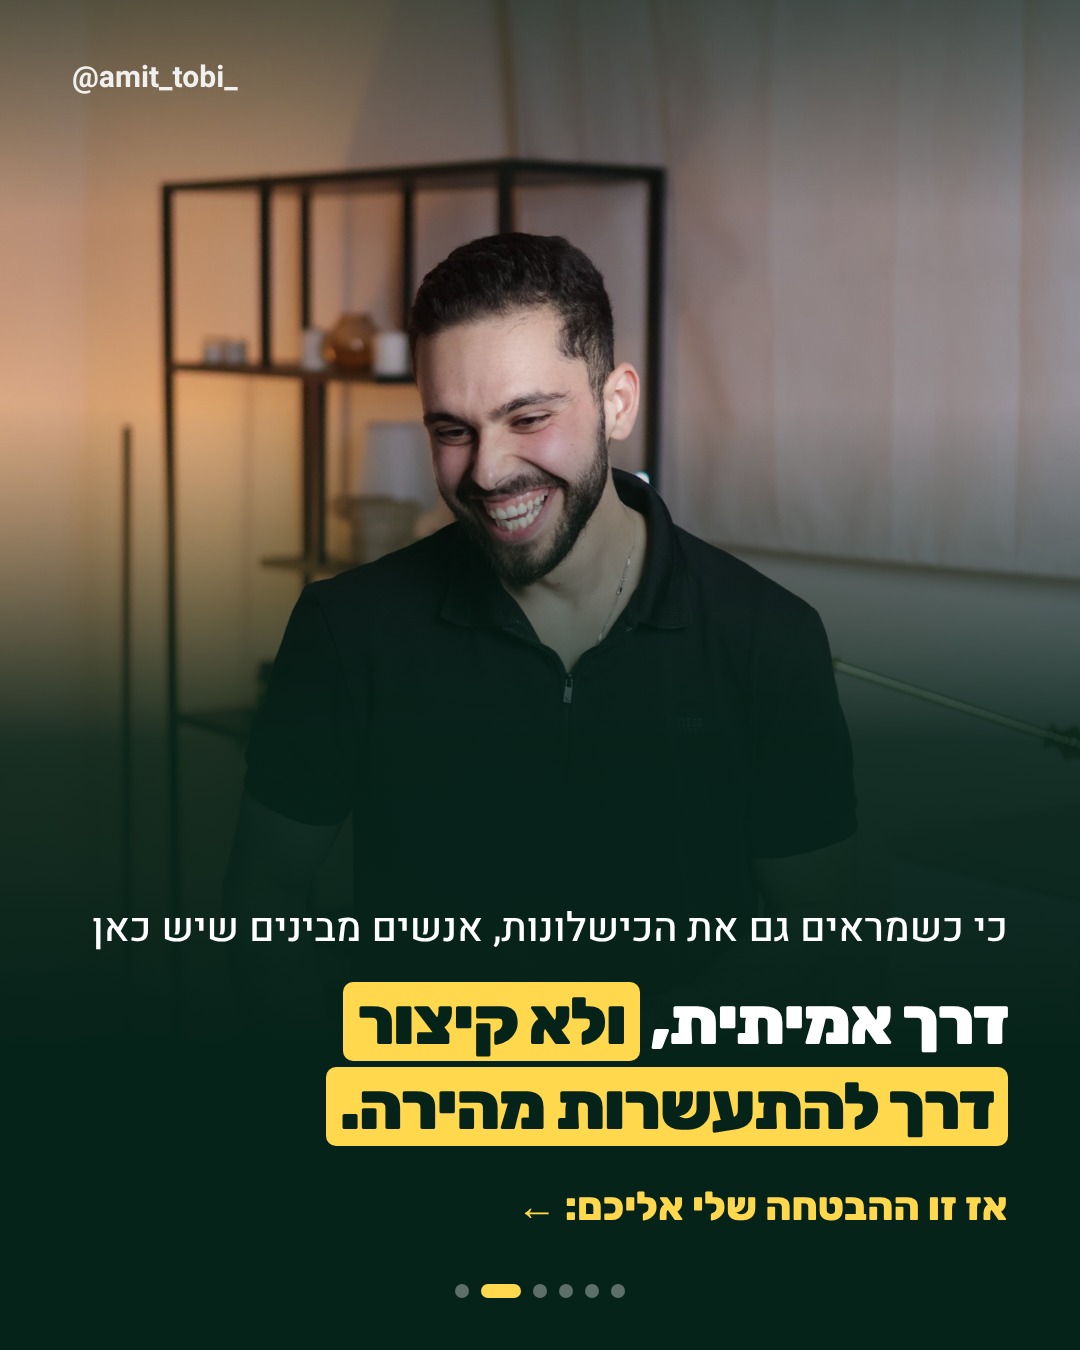 @amit_tobi_
כי כשמראים גם את הכישלונות, אנשים מבינים שיש כאן
דרך אמיתית, ולא קיצור
דרך להתעשרות מהירה.
אז זו ההבטחה שלי אליכם: ←